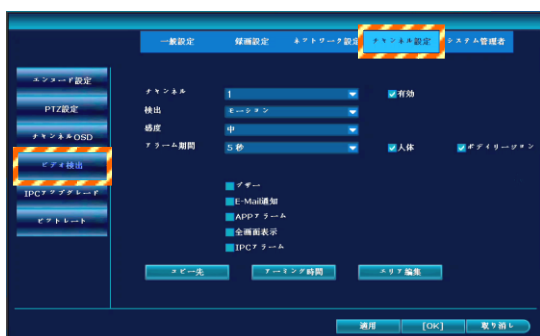 一般設定 録画設定 ネットワーク設定 チャンネル設定 システム管理者
エンコード設定
PTZ設定
チャンネルOSD
ビデオ検出
IPCアップグレード
ビットレート
チャンネル 1 有効
検出 モーション
感度 中
アラーム期間 5 秒 人体 ボディリージョン
ブザー
E-Mail通知
APPアラーム
全画面表示
IPCアラーム
コピー先 アーミング時間 エリア編集
適用 [OK] 取り消し